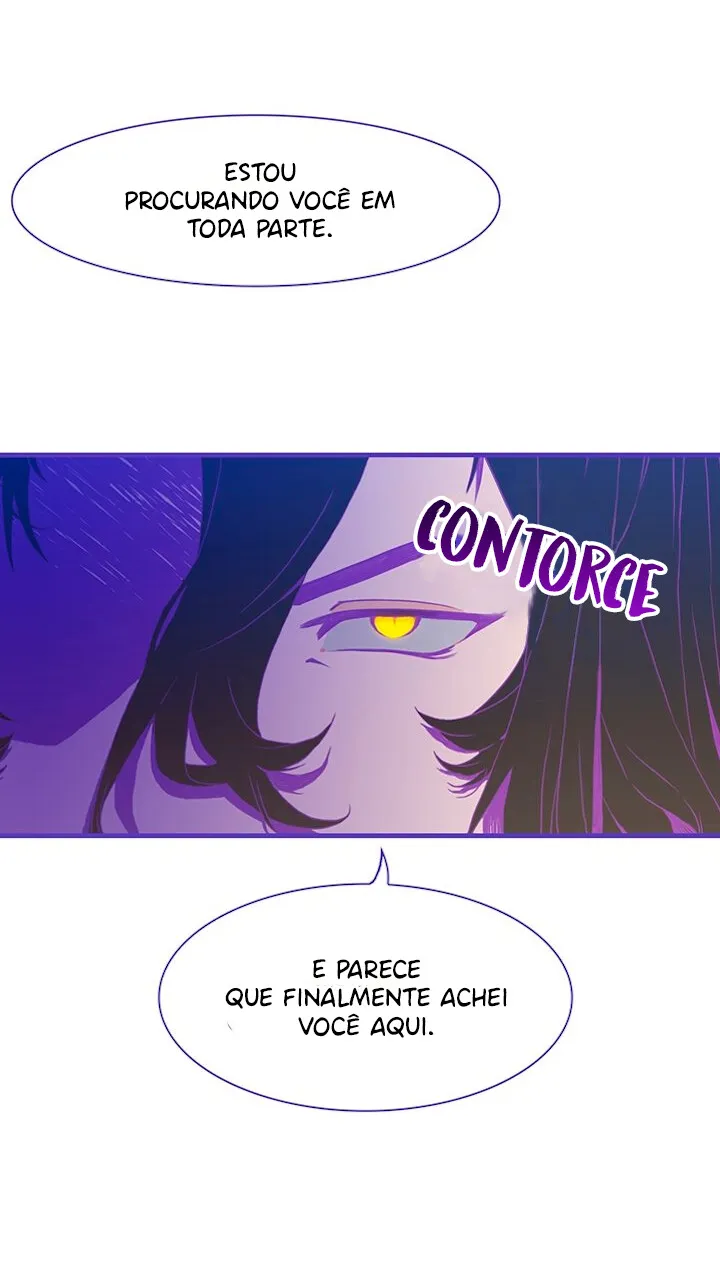 ESTOU
PROCURANDO VOCÊ EM
TODA PARTE.
CONTORCE
E PARECE
QUE FINALMENTE ACHEI
VOCÊ AQUI.